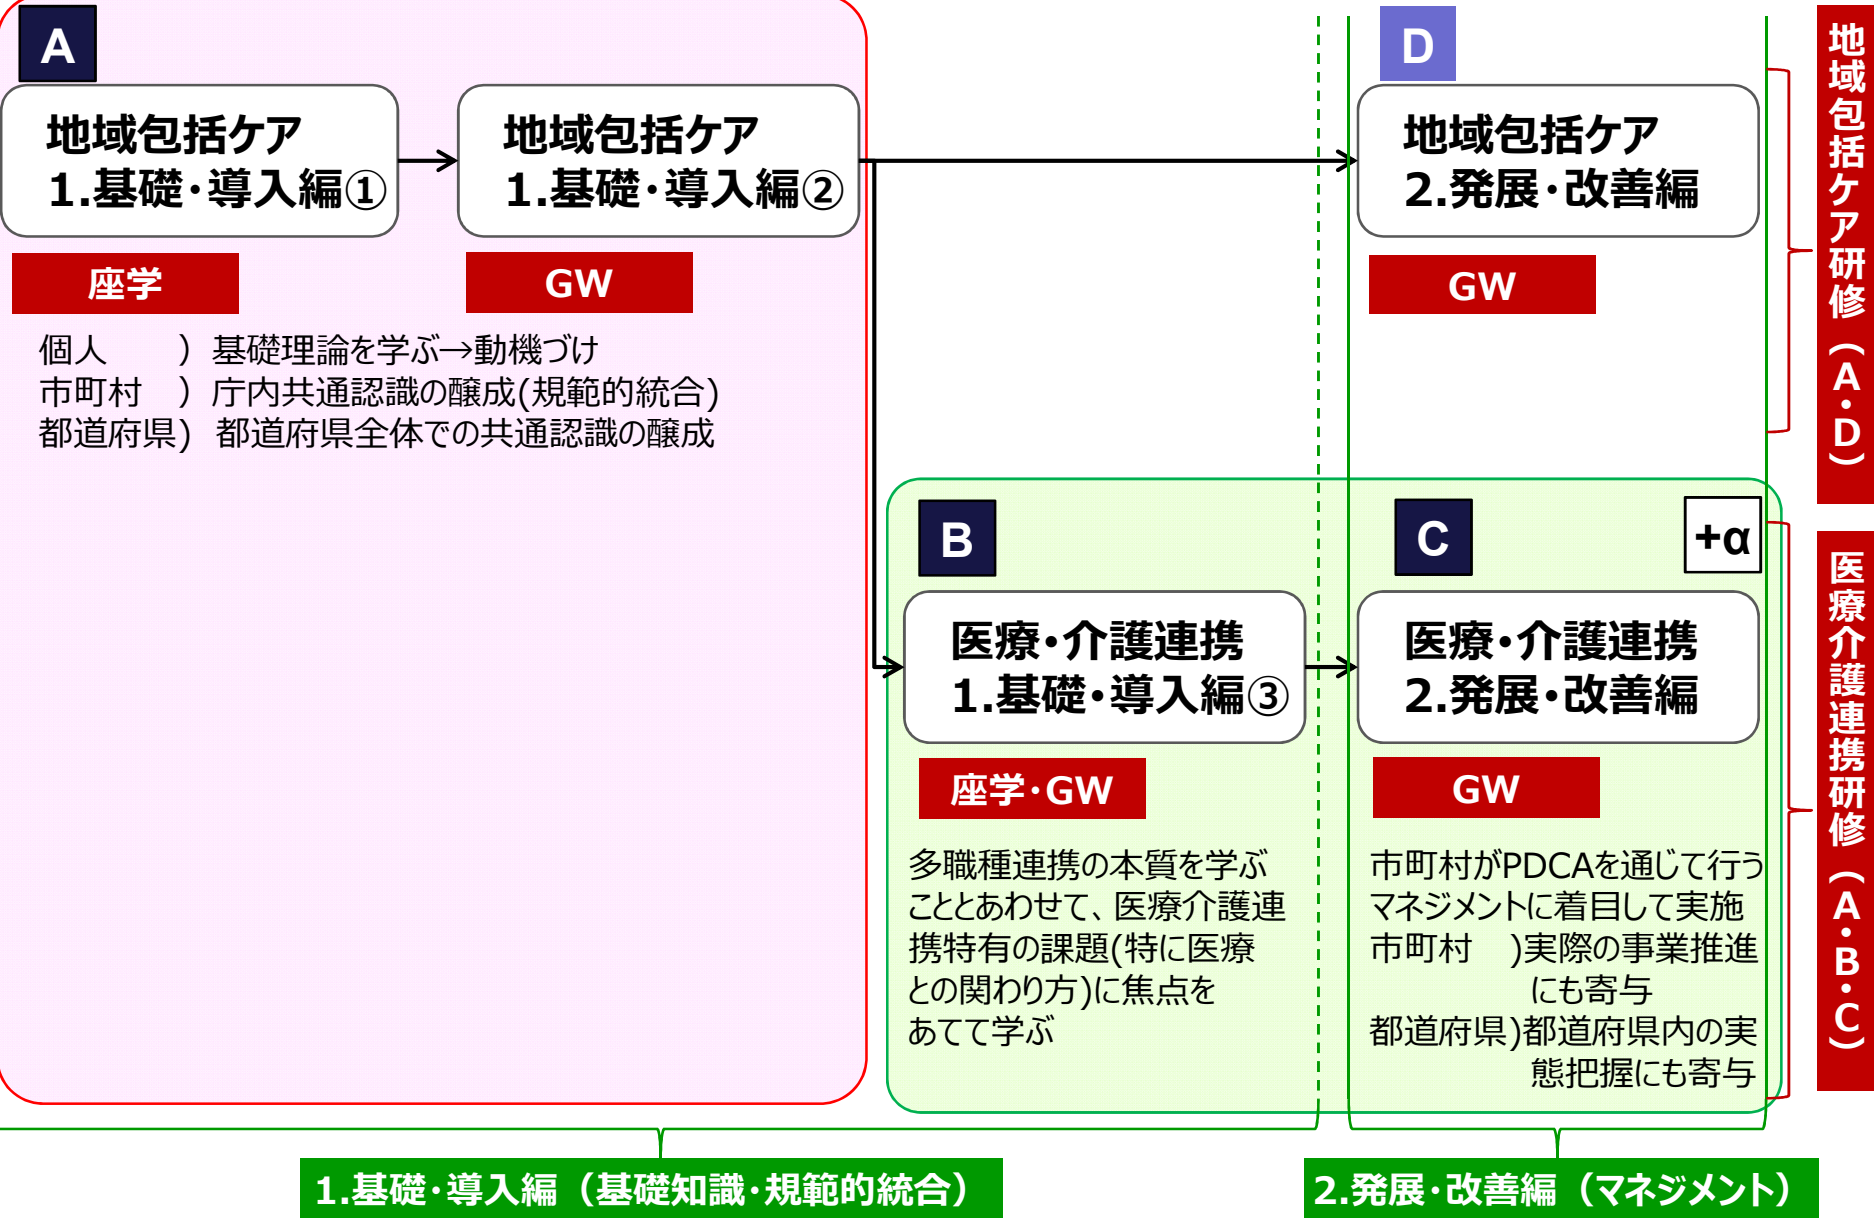 A
地域包括ケア
1.基礎・導入編①
座学
地域包括ケア
1.基礎・導入編②
GW
個人　　）基礎理論を学ぶ→動機づけ
市町村　）庁内共通認識の醸成(規範的統合)
都道府県) 都道府県全体での共通認識の醸成
D
地域包括ケア
2.発展・改善編
GW
地域包括ケア研修（A・D）
B
医療・介護連携
1.基礎・導入編③
座学・GW
多職種連携の本質を学ぶ
こととあわせて、医療介護連
携特有の課題(特に医療
との関わり方)に焦点を
あてて学ぶ
C
+α
医療・介護連携
2.発展・改善編
GW
市町村がPDCAを通じて行う
マネジメントに着目して実施
市町村　)実際の事業推進
にも寄与
都道府県)都道府県内の実
態把握にも寄与
医療介護連携研修（A・B・C）
1.基礎・導入編（基礎知識・規範的統合）
2.発展・改善編（マネジメント）